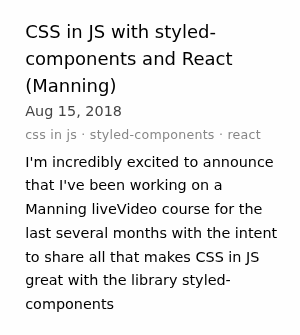 CSS in JS with styled-
components and React
(Manning)
Aug 15, 2018
css in js · styled-components · react
I'm incredibly excited to announce
that I've been working on a
Manning liveVideo course for the
last several months with the intent
to share all that makes CSS in JS
great with the library styled-
components